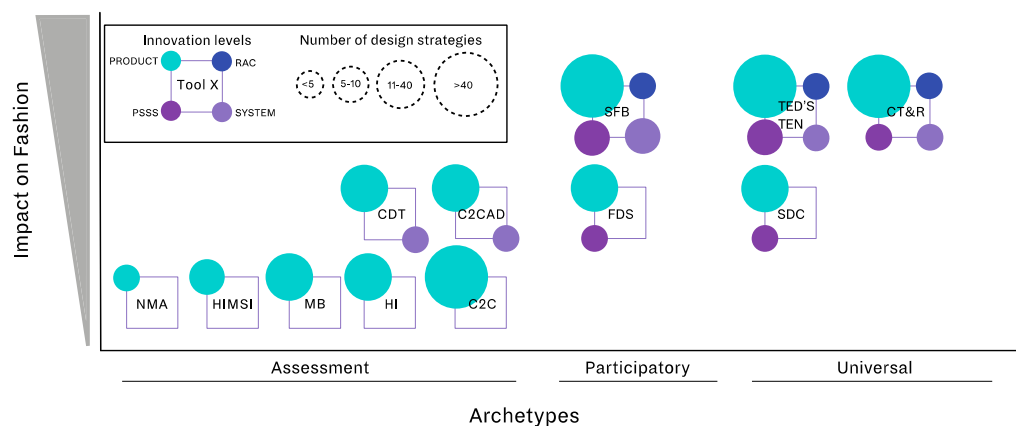 Innovation levels
Number of design strategies
PRODUCT
RAC
Tool X
PSSS
SYSTEM
<5
5-10
11-40
>40
Impact on Fashion
SFB
TED'S
TEN
CT&R
CDT
C2CAD
FDS
SDC
NMA
HIMSI
MB
HI
C2C
Assessment
Participatory
Universal
Archetypes